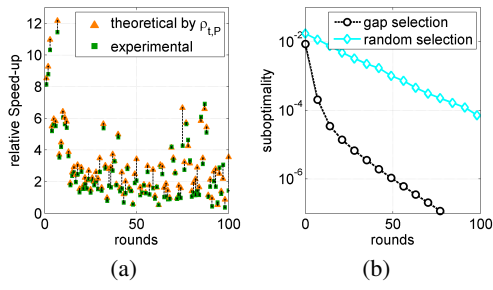 theoretical by ρt,P
experimental
relative Speed-up
12
10
8
6
4
2
0
0 50 100
rounds
(a)
gap selection
random selection
suboptimality
10-2
10-4
10-6
0 50 100
rounds
(b)